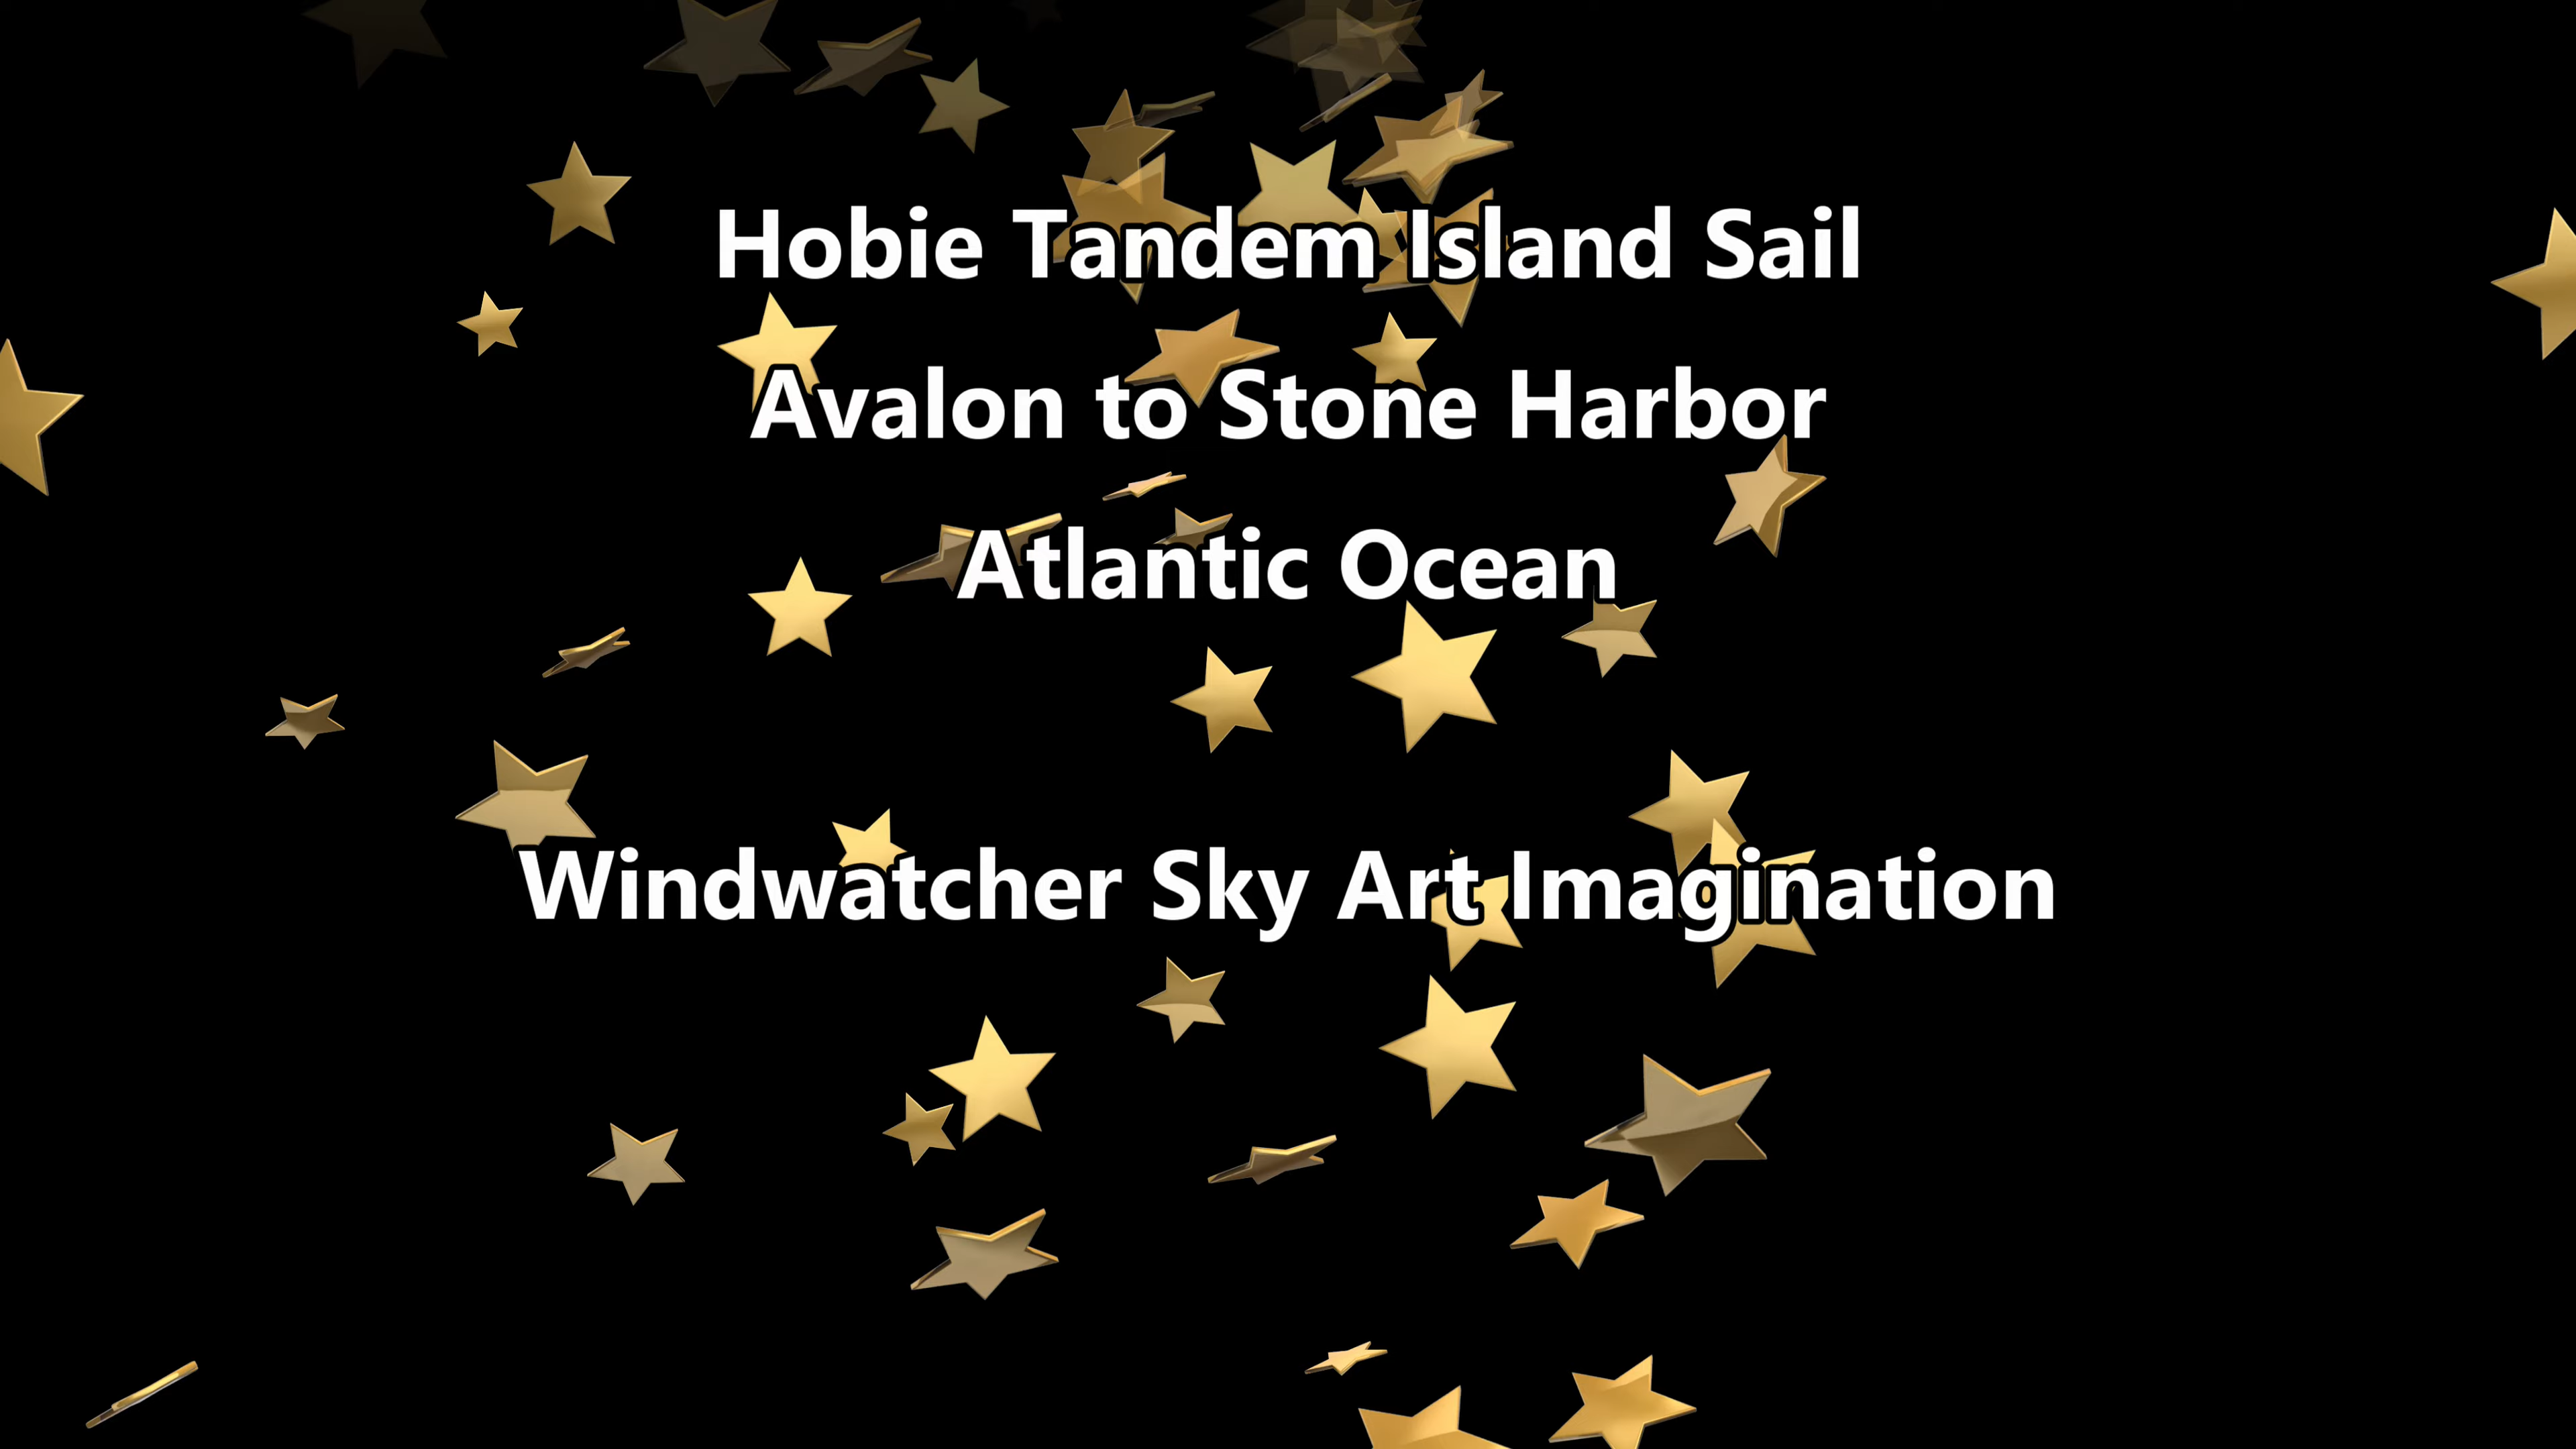 Hobie Tandem Island Sail
Avalon to Stone Harbor
Atlantic Ocean
Windwatcher Sky Art Imagination